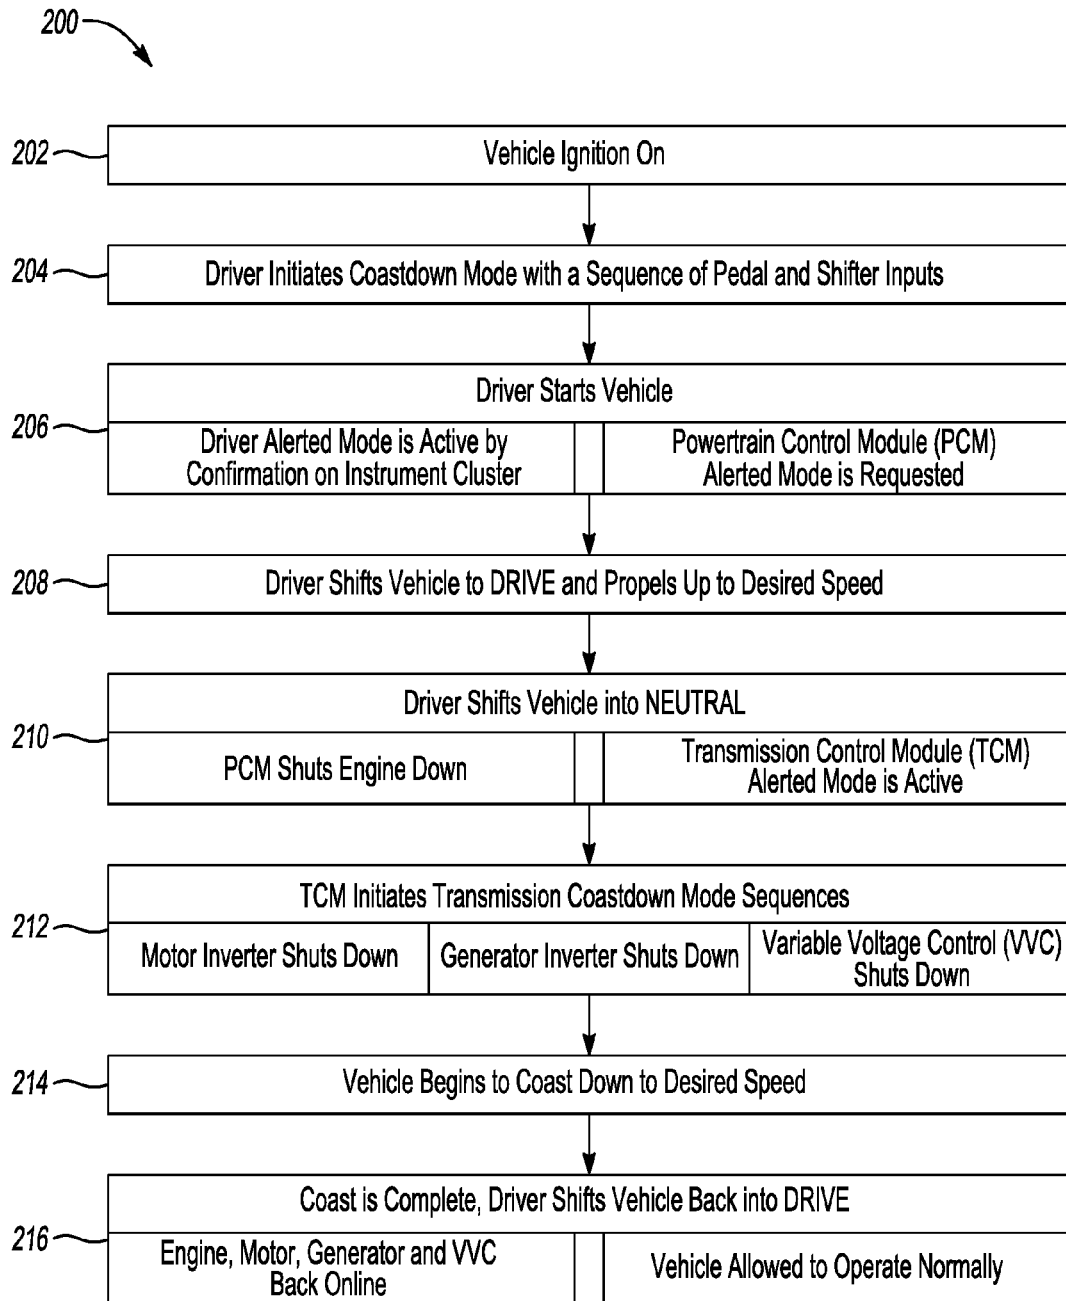 200
202
Vehicle Ignition On
204
Driver Initiates Coastdown Mode with a Sequence of Pedal and Shifter Inputs
Driver Starts Vehicle
206
Driver Alerted Mode is Active by
Confirmation on Instrument Cluster
Powertrain Control Module (PCM)
Alerted Mode is Requested
208
Driver Shifts Vehicle to DRIVE and Propels Up to Desired Speed
Driver Shifts Vehicle into NEUTRAL
210
PCM Shuts Engine Down
Transmission Control Module (TCM)
Alerted Mode is Active
TCM Initiates Transmission Coastdown Mode Sequences
212
Motor Inverter Shuts Down
Generator Inverter Shuts Down
Variable Voltage Control (VVC)
Shuts Down
214
Vehicle Begins to Coast Down to Desired Speed
Coast is Complete, Driver Shifts Vehicle Back into DRIVE
216
Engine, Motor, Generator and VVC
Back Online
Vehicle Allowed to Operate Normally